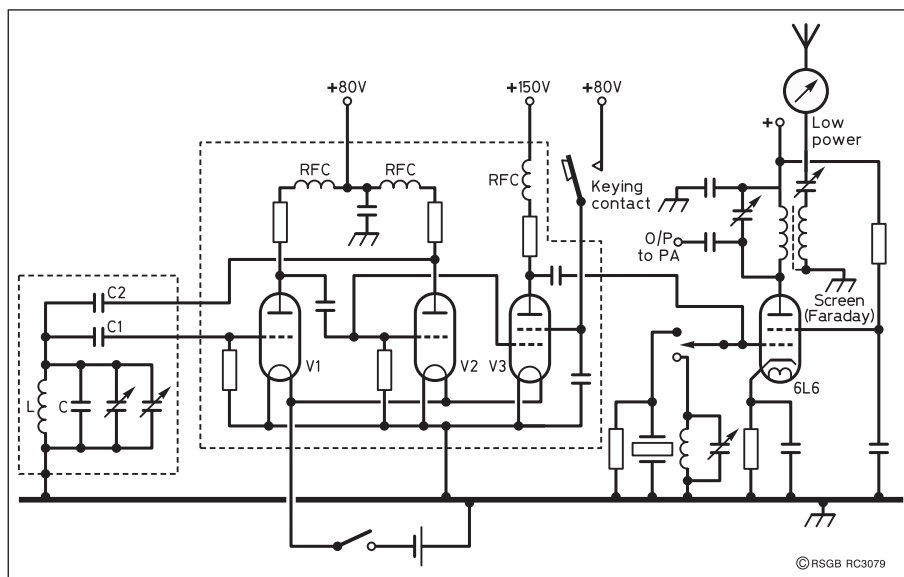 +80V
+150V
+80V
+
Low
power
RFC
RFC
RFC
Keying
contact
O/P
to PA
Screen
(Faraday)
C2
C1
V1
V2
V3
6L6
L
C
© RSGB RC3079